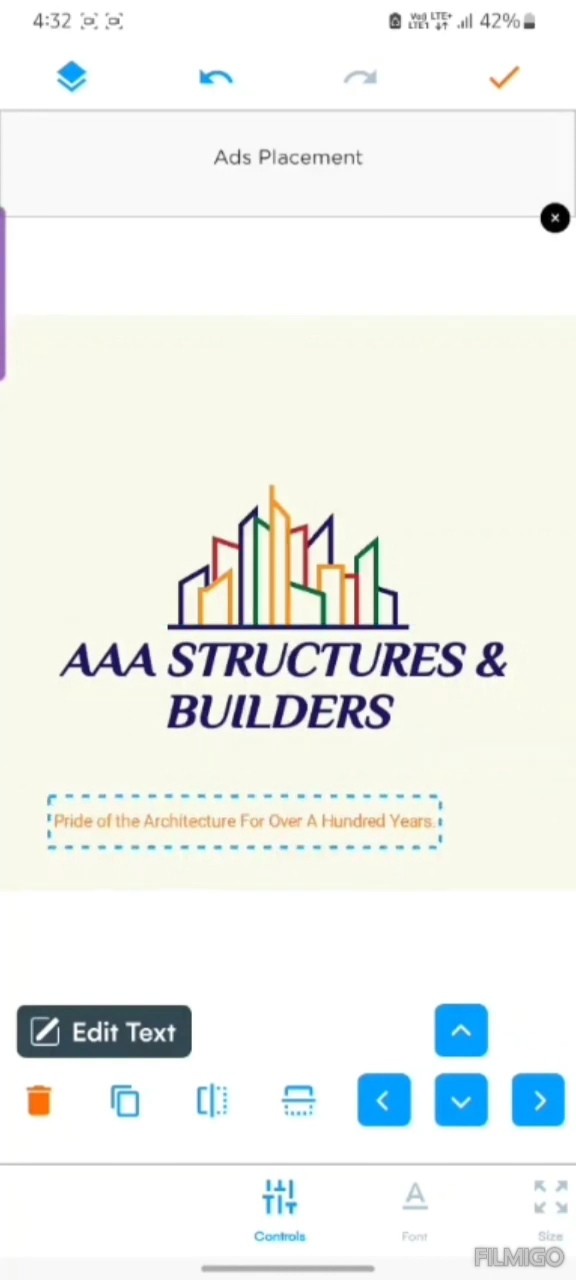 4:32
42%
Ads Placement
AAA STRUCTURES &
BUILDERS
Pride of the Architecture For Over A Hundred Years.
Edit Text
Controls
Font
Size
FILMIGO